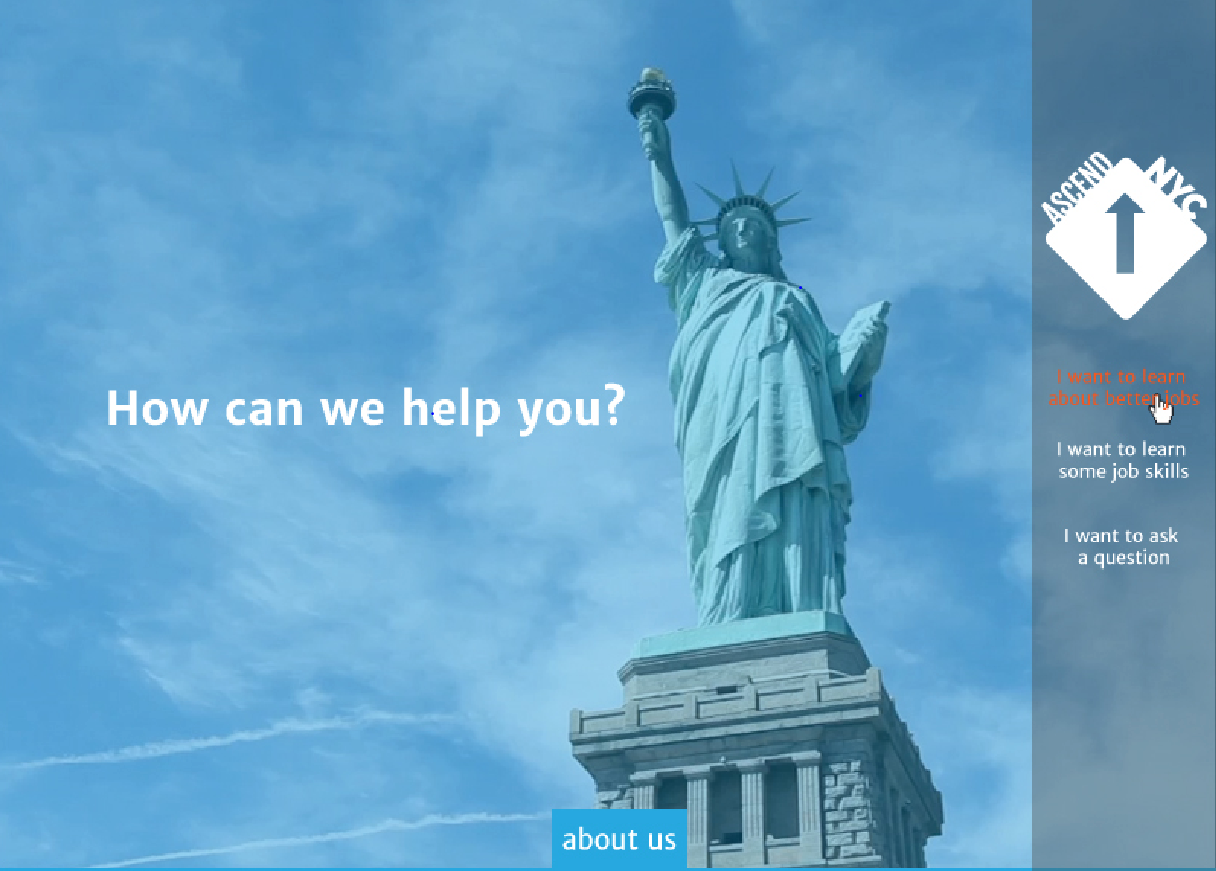 How can we help you?
about us
ASCEND NYC
I want to learn
about better jobs
I want to learn
some job skills
I want to ask
a question